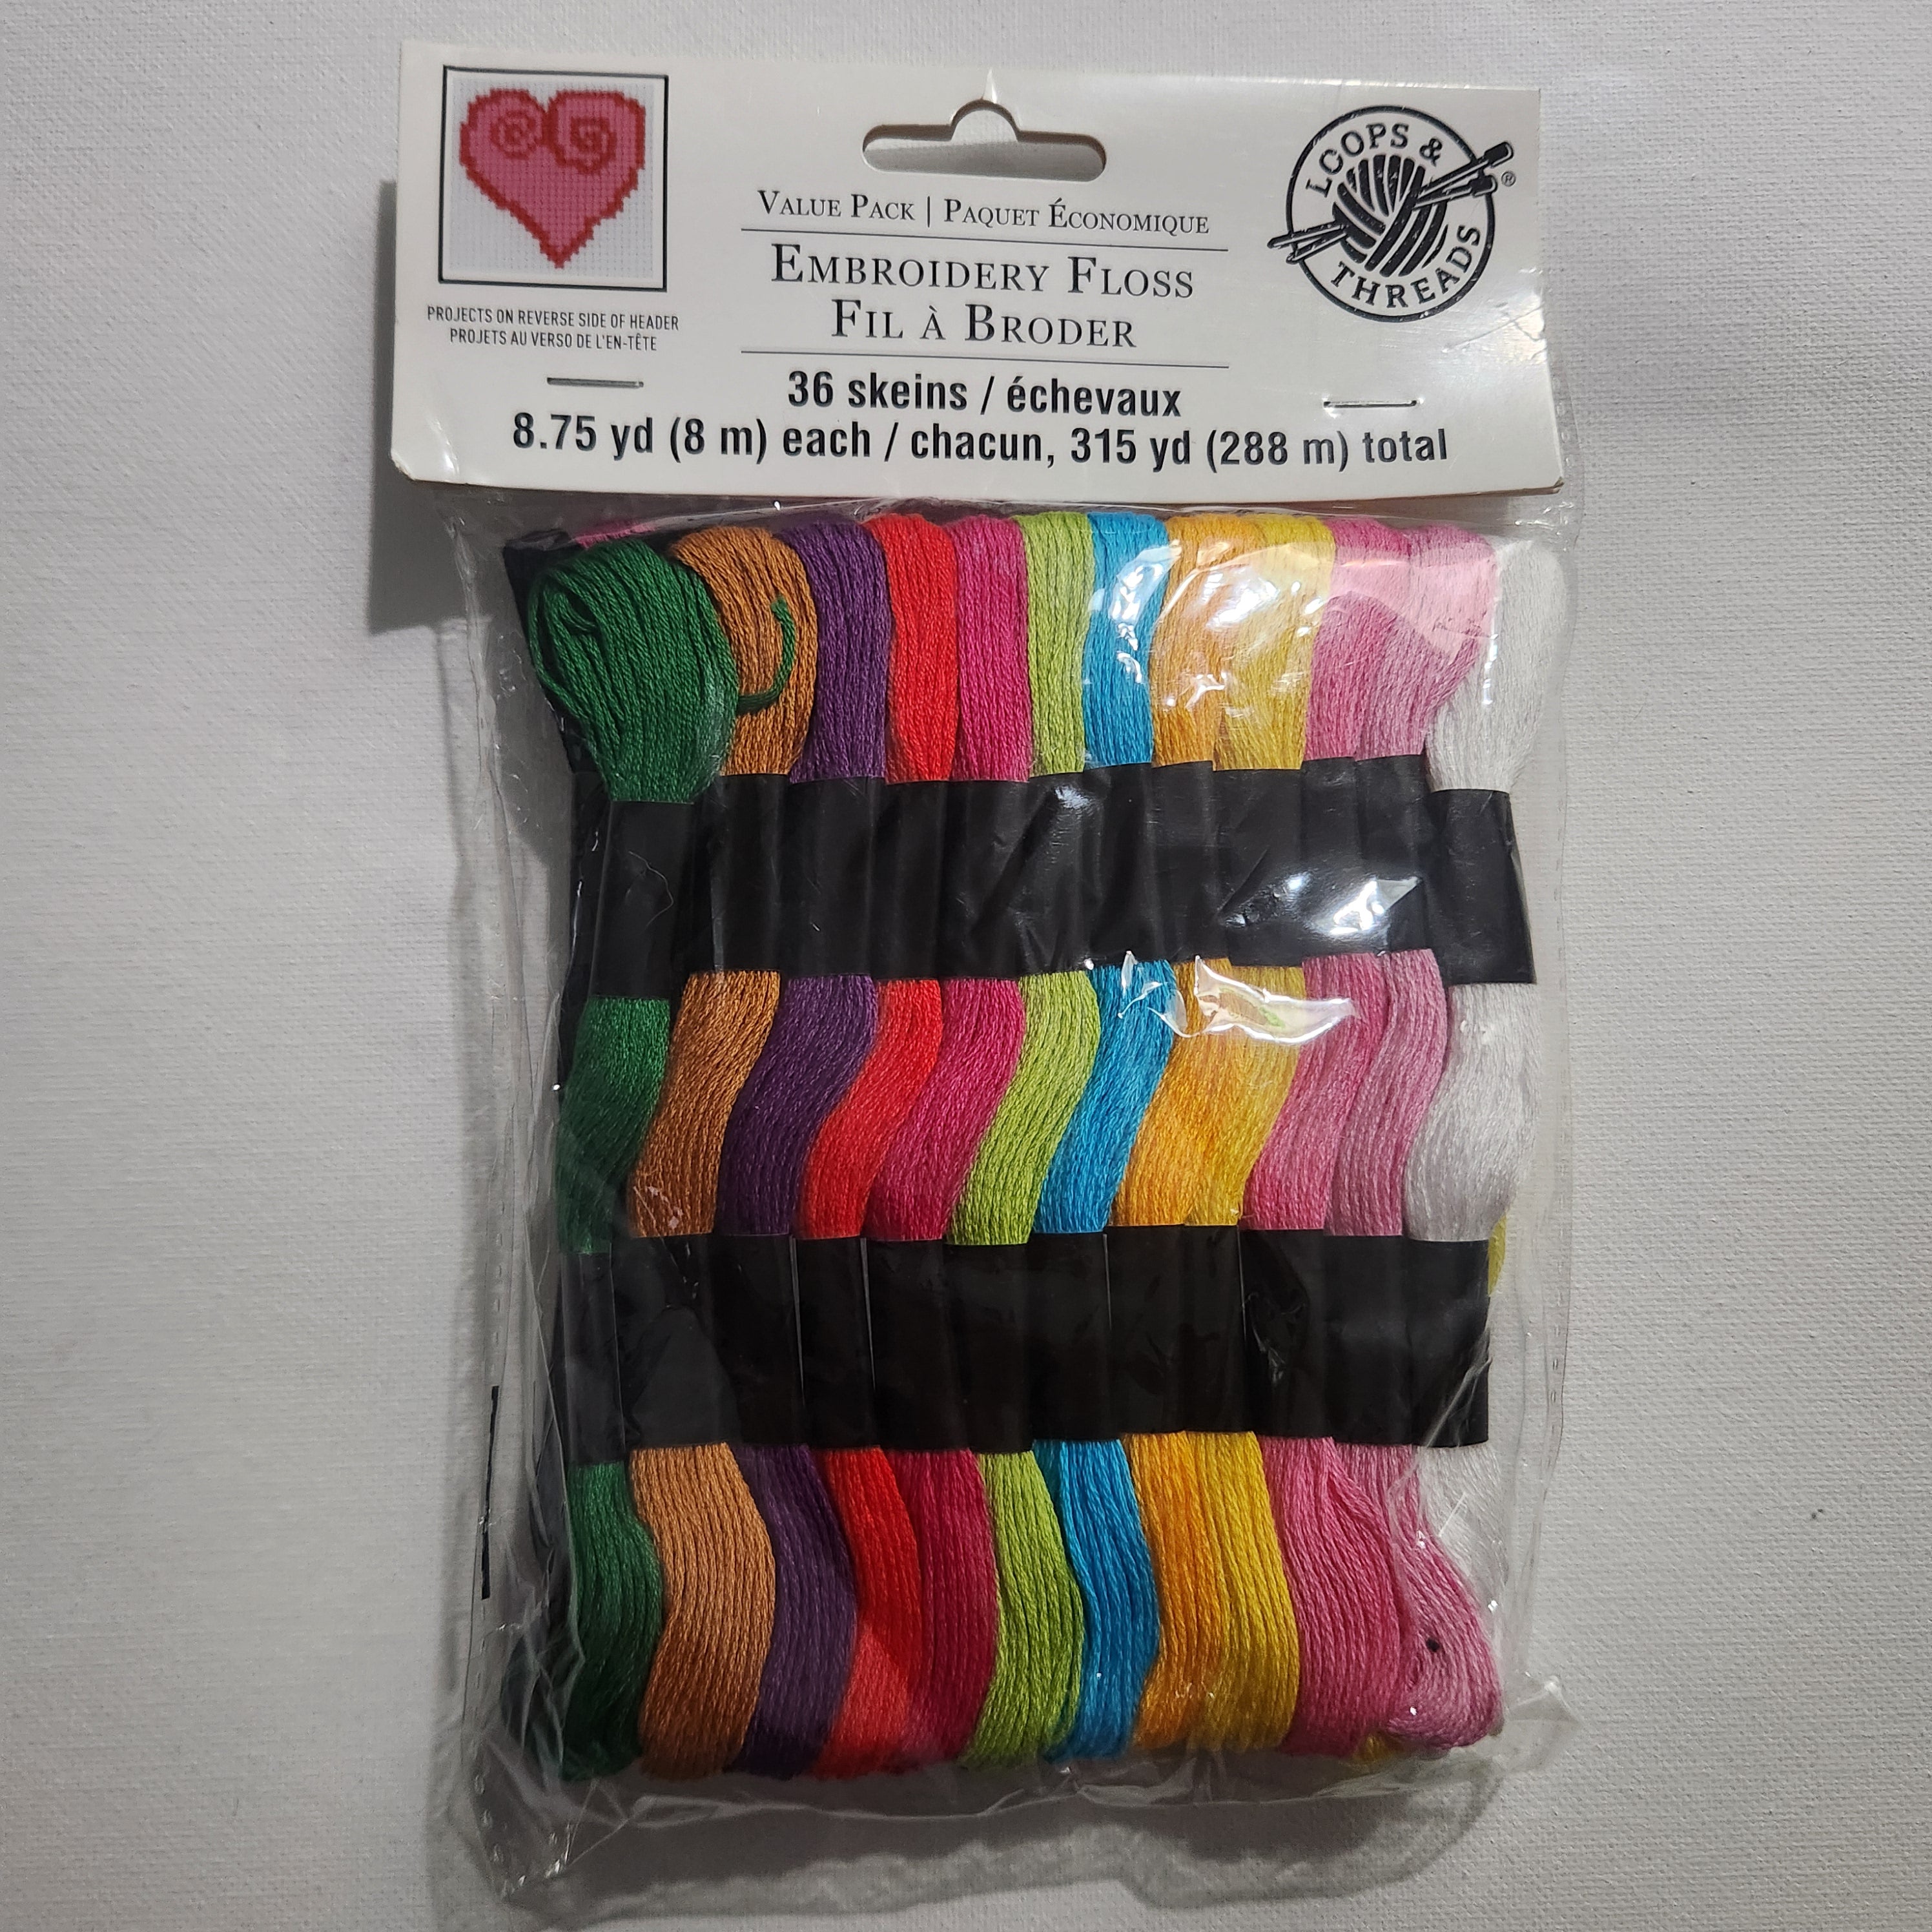 LOOPS &
THREADS
®
VALUE PACK | PAQUET ÉCONOMIQUE
EMBROIDERY FLOSS
FIL À BRODER
PROJECTS ON REVERSE SIDE OF HEADER
PROJETS AU VERSO DE L'EN-TÊTE
36 skeins / échevaux
8.75 yd (8 m) each / chacun, 315 yd (288 m) total